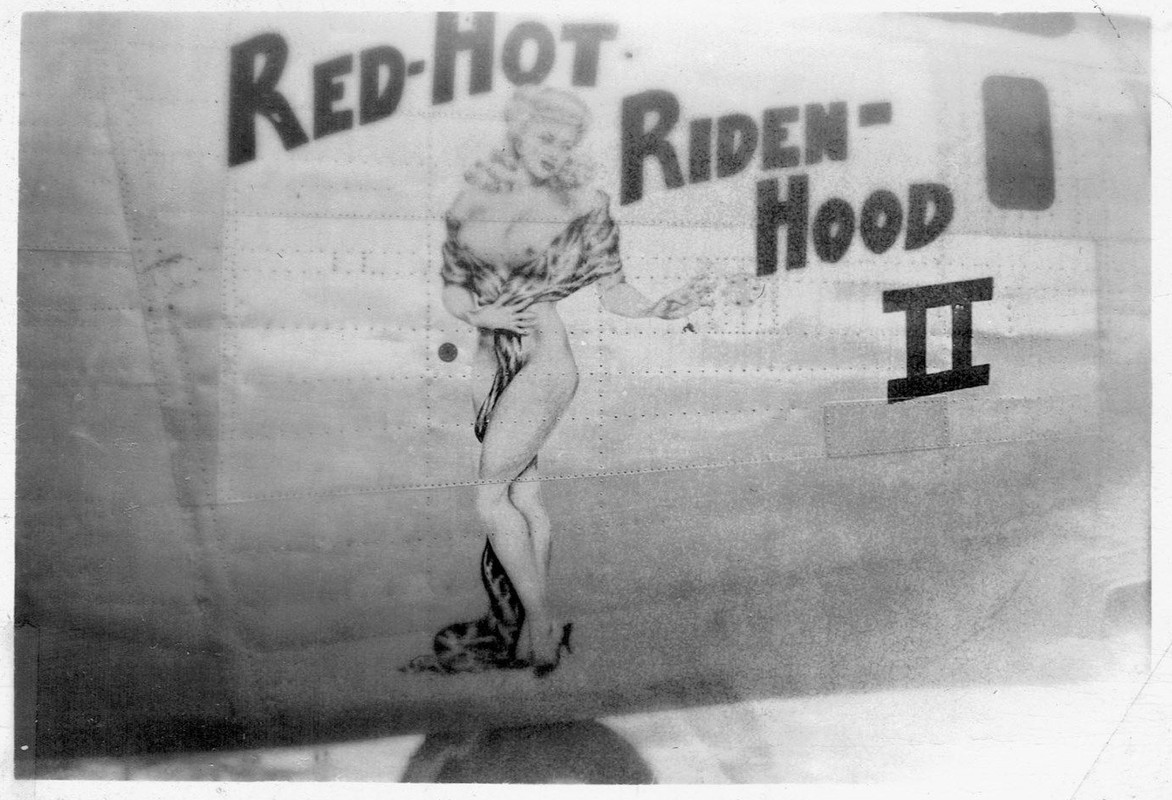 RED-HOT
RIDEN-
HOOD
II